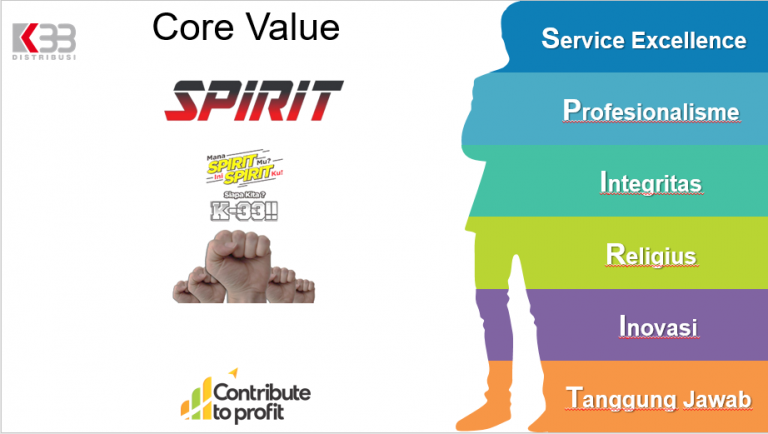 K33
DISTRIBUSI
Core Value
SPIRIT
Mana SPIRIT Mu?
Ini SPIRIT Ku!
Siapa Kita ?
K-33!!
Contribute
to profit
Service Excellence
Profesionalisme
Integritas
Religius
Inovasi
Tanggung Jawab